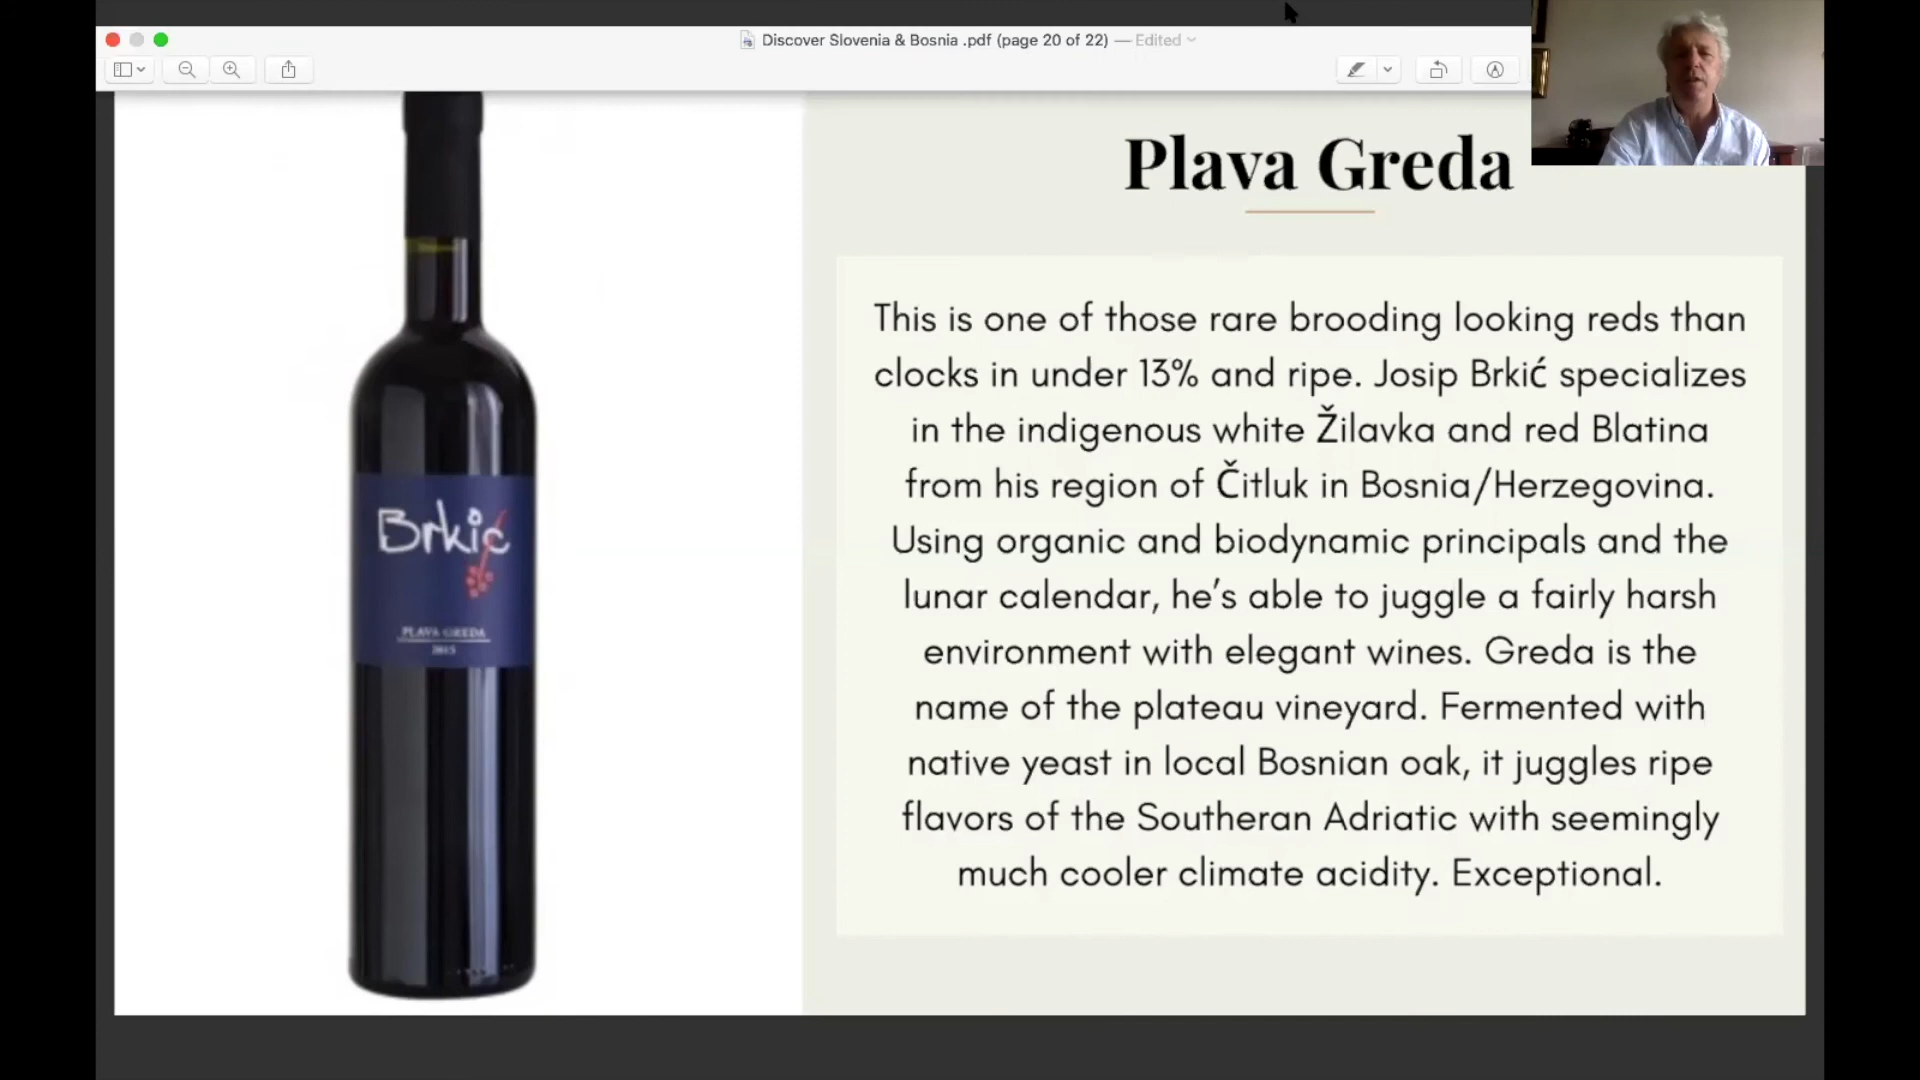 Discover Slovenia & Bosnia .pdf (page 20 of 22) — Edited
Plava Greda
This is one of those rare brooding looking reds than
clocks in under 13% and ripe. Josip Brkić specializes
in the indigenous white Žilavka and red Blatina
from his region of Čitluk in Bosnia/Herzegovina.
Using organic and biodynamic principals and the
lunar calendar, he's able to juggle a fairly harsh
environment with elegant wines. Greda is the
name of the plateau vineyard. Fermented with
native yeast in local Bosnian oak, it juggles ripe
flavors of the Southeran Adriatic with seemingly
much cooler climate acidity. Exceptional.
Brkić
PLAVA GREDA
2015